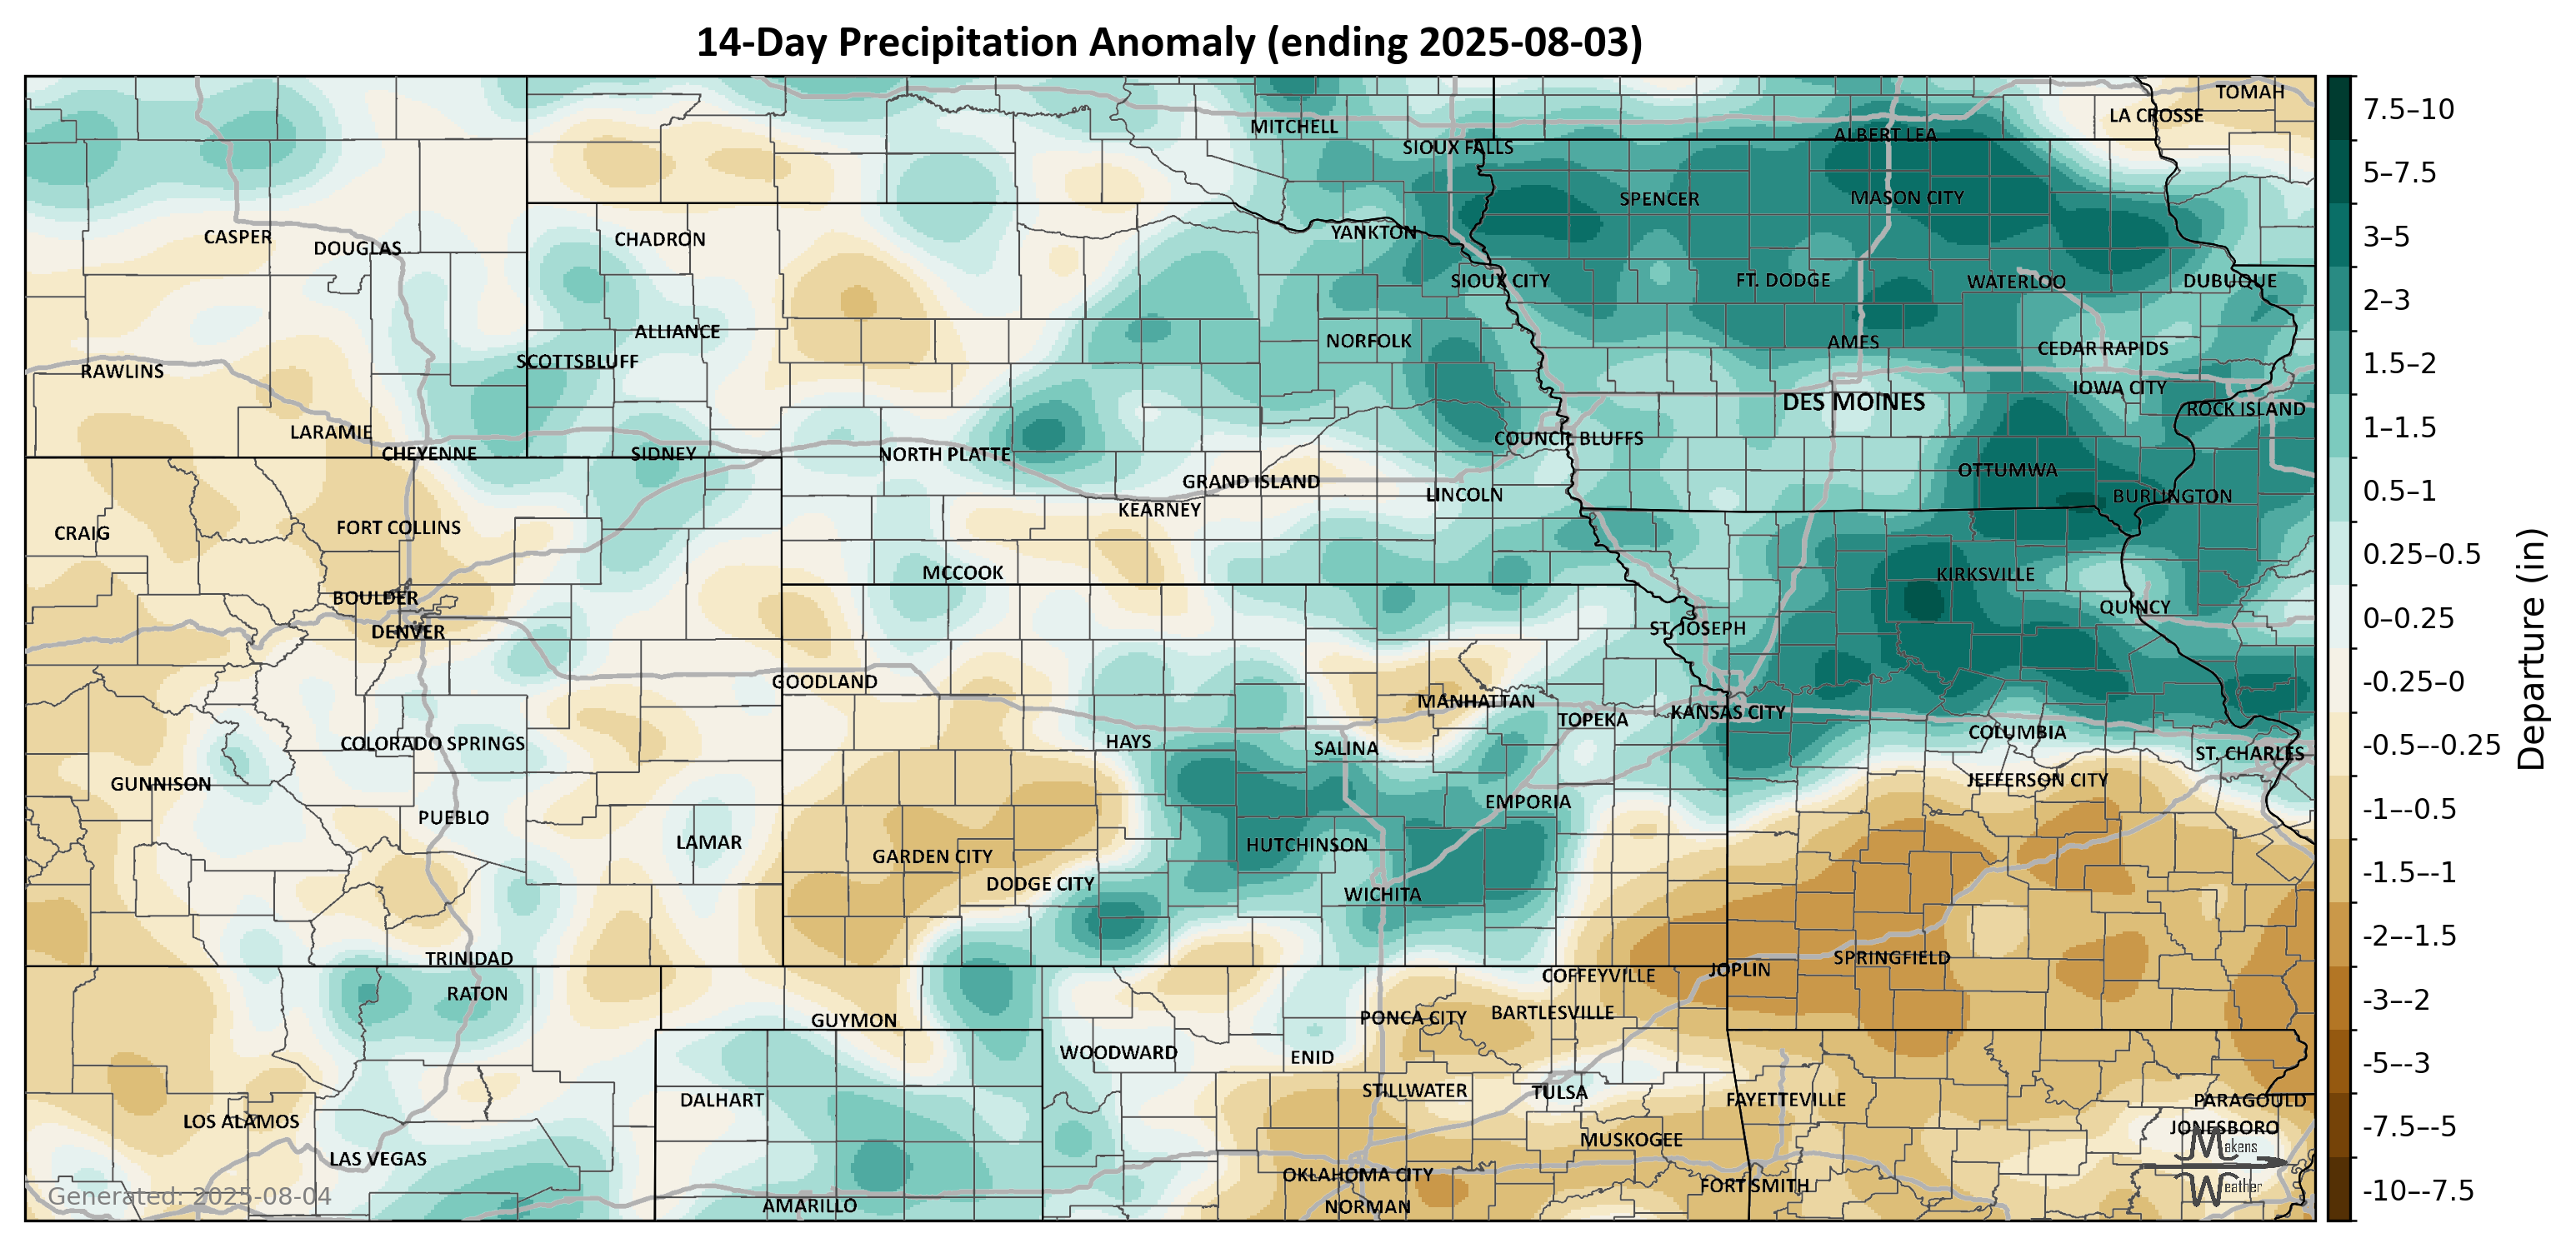 14-Day Precipitation Anomaly (ending 2025-08-03)
TOMAH
LA CROSSE
MITCHELL
ALBERT LEA
SIOUX FALLS
SPENCER
MASON CITY
YANKTON
CASPER
DOUGLAS
CHADRON
SIOUX CITY
FT. DODGE
WATERLOO
DUBUQUE
ALLIANCE
NORFOLK
AMES
CEDAR RAPIDS
SCOTTSBLUFF
RAWLINS
IOWA CITY
DES MOINES
ROCK ISLAND
LARAMIE
COUNCIL BLUFFS
CHEYENNE
SIDNEY
NORTH PLATTE
OTTUMWA
GRAND ISLAND
LINCOLN
BURLINGTON
KEARNEY
CRAIG
FORT COLLINS
MCCOOK
KIRKSVILLE
BOULDER
QUINCY
DENVER
ST. JOSEPH
GOODLAND
MANHATTAN
TOPEKA
KANSAS CITY
COLUMBIA
COLORADO SPRINGS
HAYS
SALINA
ST. CHARLES
GUNNISON
JEFFERSON CITY
EMPORIA
PUEBLO
LAMAR
HUTCHINSON
GARDEN CITY
DODGE CITY
WICHITA
TRINIDAD
SPRINGFIELD
COFFEYVILLE
JOPLIN
RATON
GUYMON
PONCA CITY
BARTLESVILLE
WOODWARD
ENID
STILLWATER
TULSA
DALHART
FAYETTEVILLE
PARAGOULD
LOS ALAMOS
JONESBORO
MUSKOGEE
LAS VEGAS
OKLAHOMA CITY
FORT SMITH
AMARILLO
NORMAN
Generated: 2025-08-04
Makens
Weather
7.5–10
5–7.5
3–5
2–3
1.5–2
1–1.5
0.5–1
0.25–0.5
0–0.25
-0.25–0
-0.5–-0.25
-1–-0.5
-1.5–-1
-2–-1.5
-3–-2
-5–-3
-7.5–-5
-10–-7.5
Departure (in)